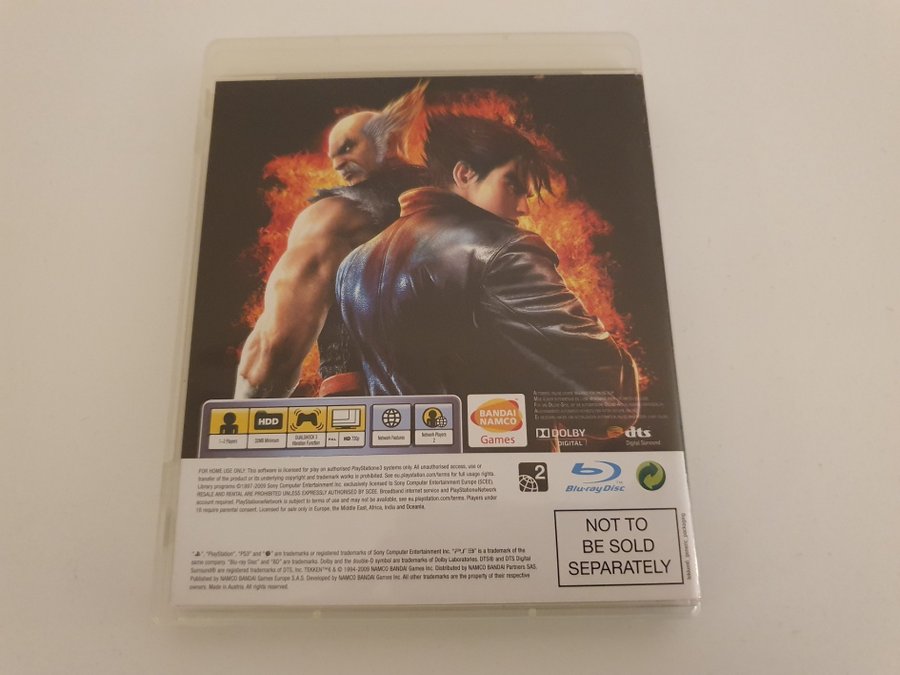 HDD
1-2 Players
50MB Minimum
DUALSHOCK 3
Vibration Function
PAL HD 720p
Network Features
Network Players
2
BANDAI
NAMCO
Games
DOLBY
DIGITAL
dts
Digital Surround
FOR HOME USE ONLY: This software is licensed for play on authorised PlayStation®3 systems only. All unauthorised access, use or
transfer of the product or its underlying copyright and trademark works is prohibited. See eu.playstation.com/terms for full usage rights.
Library programs ©1997-2009 Sony Computer Entertainment Inc. exclusively licensed to Sony Computer Entertainment Europe (SCEE).
RESALE AND RENTAL ARE PROHIBITED UNLESS EXPRESSLY AUTHORISED BY SCEE. Broadband internet service and PlayStation®Network
account required. PlayStation®Network is subject to terms of use and may not be available, see eu.playstation.com/terms. Players under
18 require parental consent. Licensed for sale only in Europe, the Middle East, Africa, India and Oceania.
2
Blu-ray Disc™
NOT TO
BE SOLD
SEPARATELY
"PlayStation", "PS3" and are trademarks or registered trademarks of Sony Computer Entertainment Inc. "PS3" is a trademark of the
same company. "Blu-ray Disc" and "BD" are trademarks. Dolby and the double-D symbol are trademarks of Dolby Laboratories. DTS® and DTS Digital
Surround® are registered trademarks of DTS, Inc. TEKKEN™6 & © 1994-2009 NAMCO BANDAI Games Inc. Distributed by NAMCO BANDAI Partners SAS.
Published by NAMCO BANDAI Games Europe S.A.S. Developed by NAMCO BANDAI Games Inc. All other trademarks are the property of their respective
owners. Made in Austria. All rights reserved.